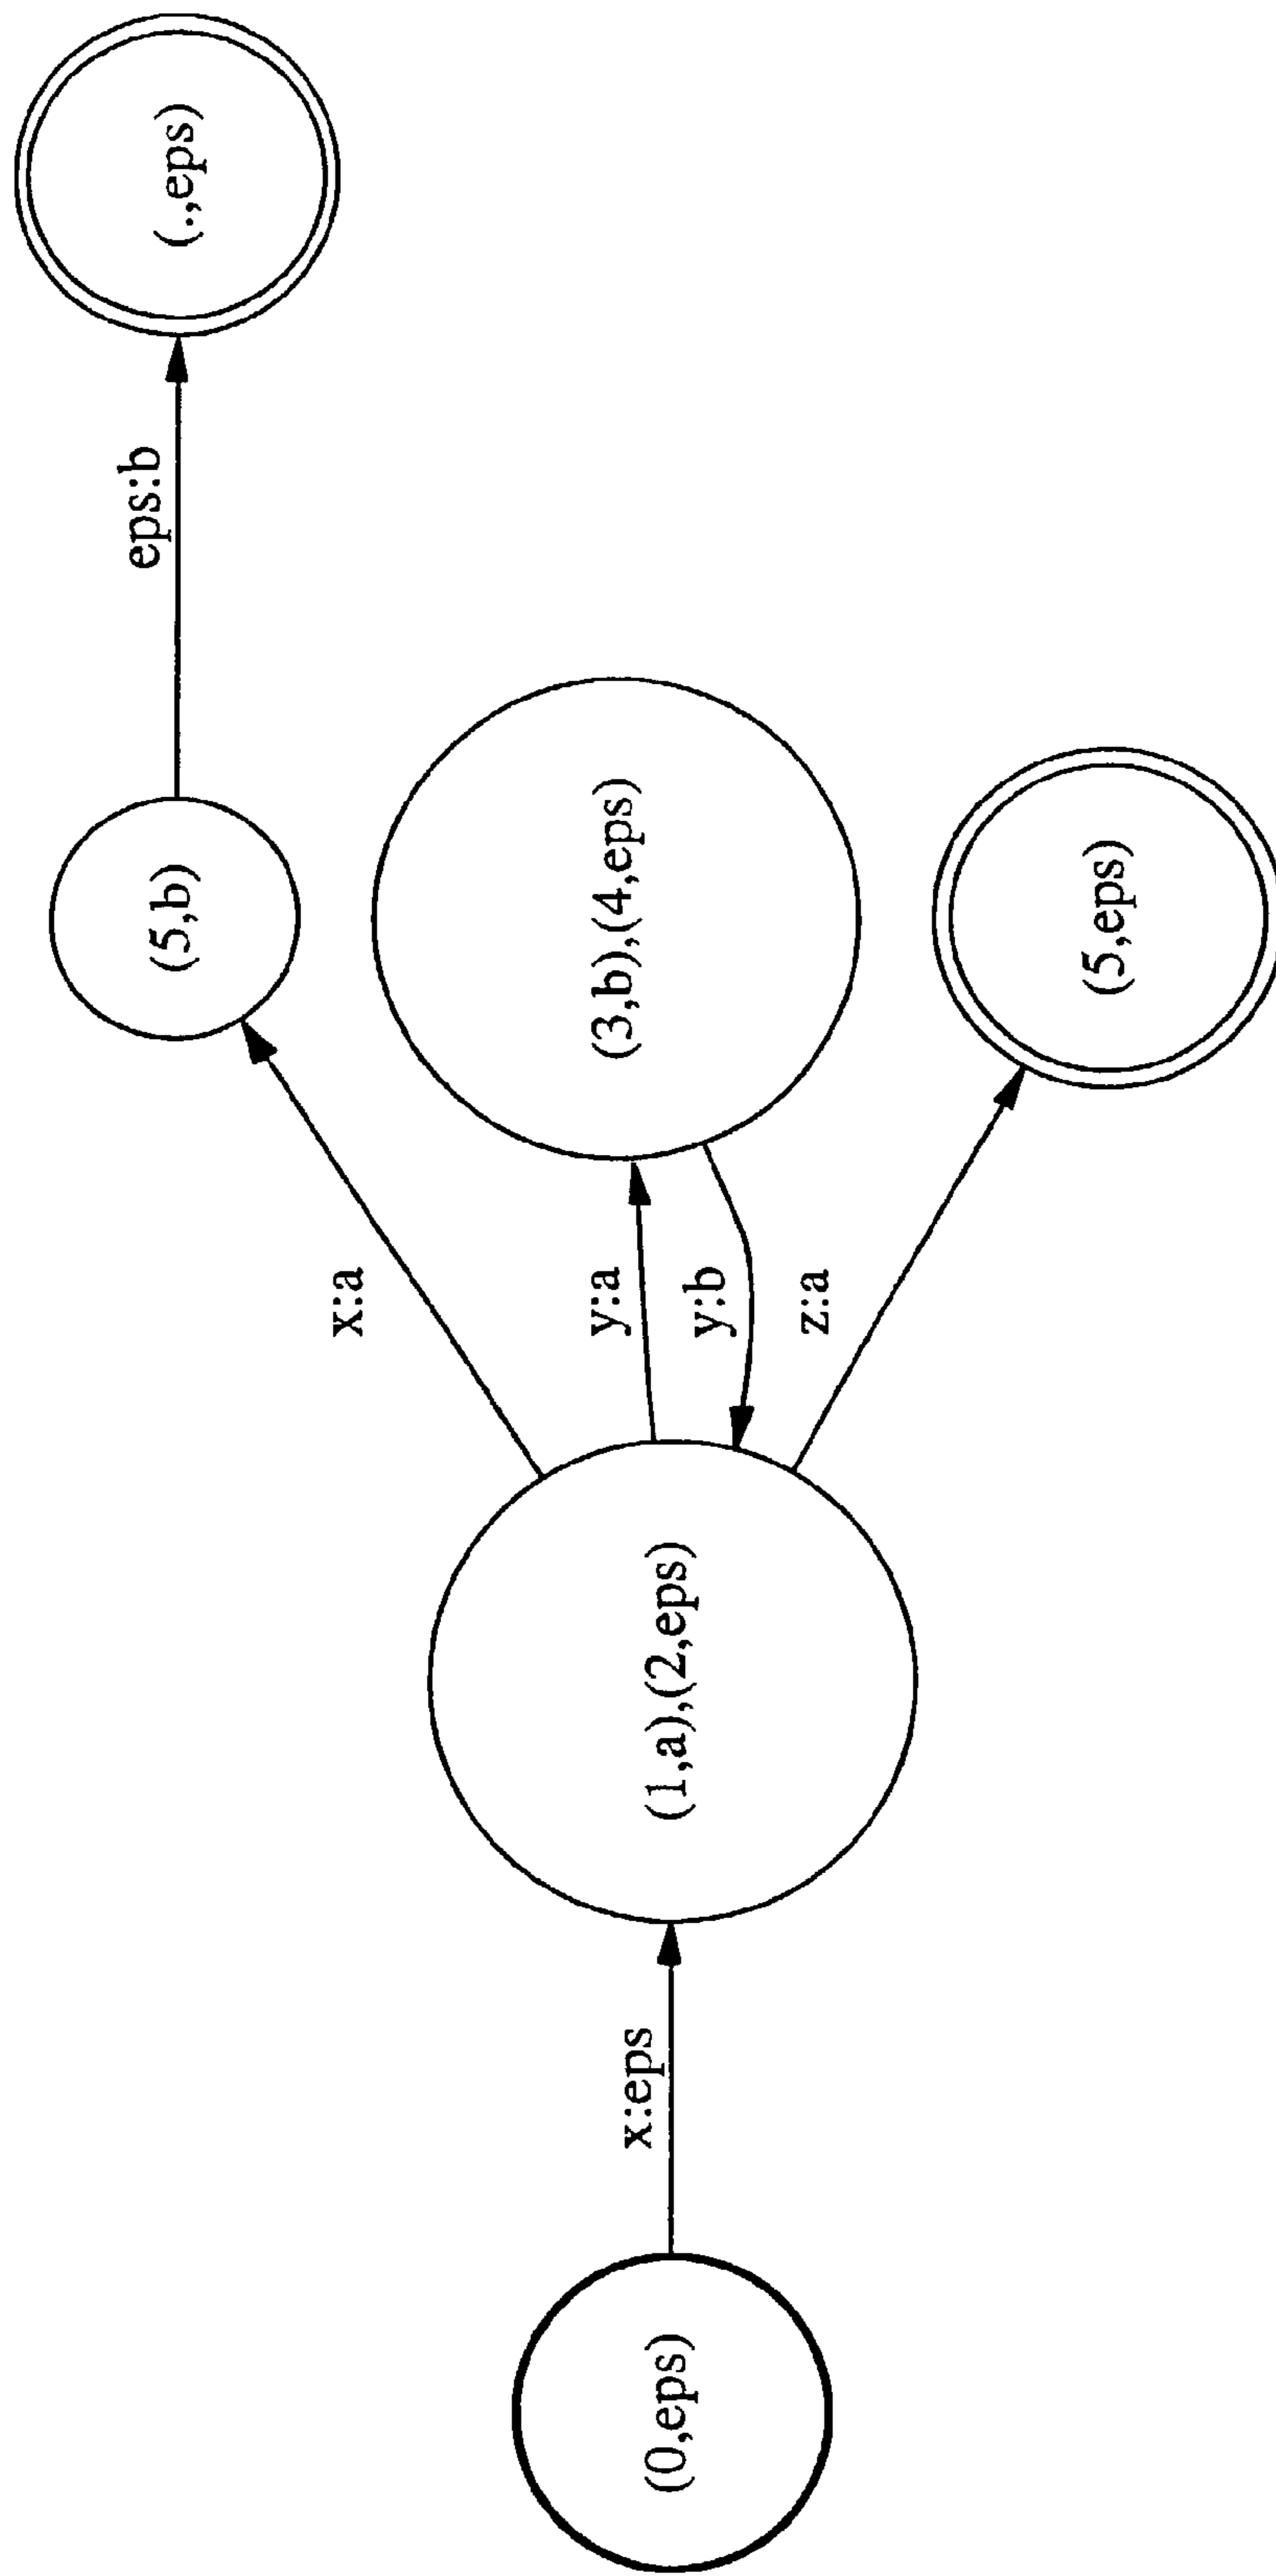 (0,eps)
x:eps
(1,a),(2,eps)
x:a
y:a
y:b
z:a
(5,b)
(3,b),(4,eps)
(5,eps)
eps:b
(.,eps)